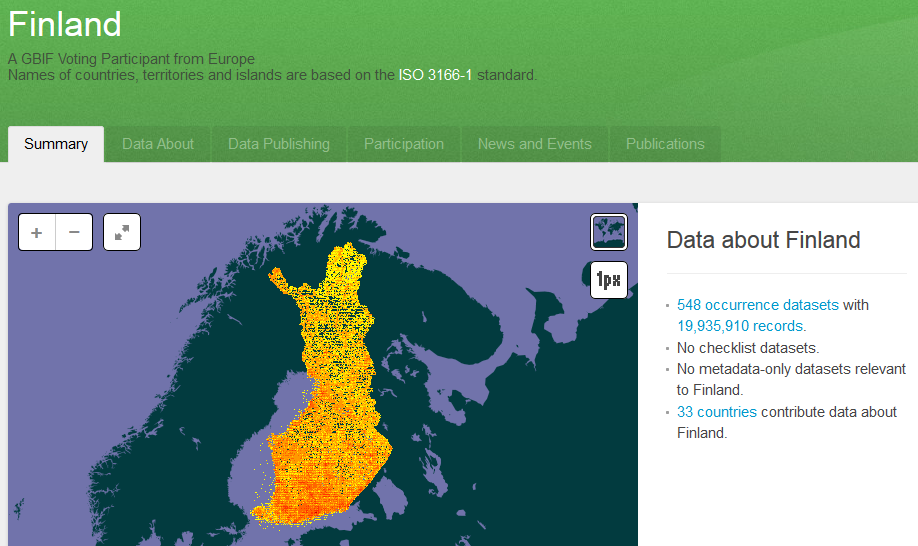 Finland
A GBIF Voting Participant from Europe
Names of countries, territories and islands are based on the ISO 3166-1 standard.
Summary
Data About
Data Publishing
Participation
News and Events
Publications
+
−
1px
Data about Finland
548 occurrence datasets with
19,935,910 records.
No checklist datasets.
No metadata-only datasets relevant
to Finland.
33 countries contribute data about
Finland.